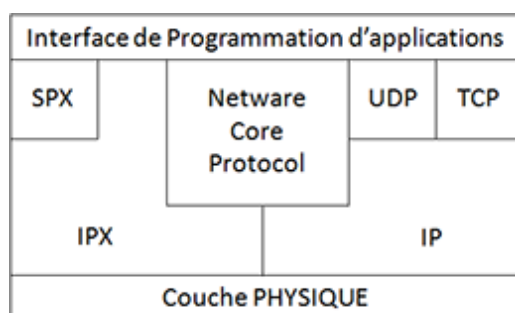 Interface de Programmation d’applications
SPX
Netware
Core
Protocol
UDP
TCP
IPX
IP
Couche PHYSIQUE